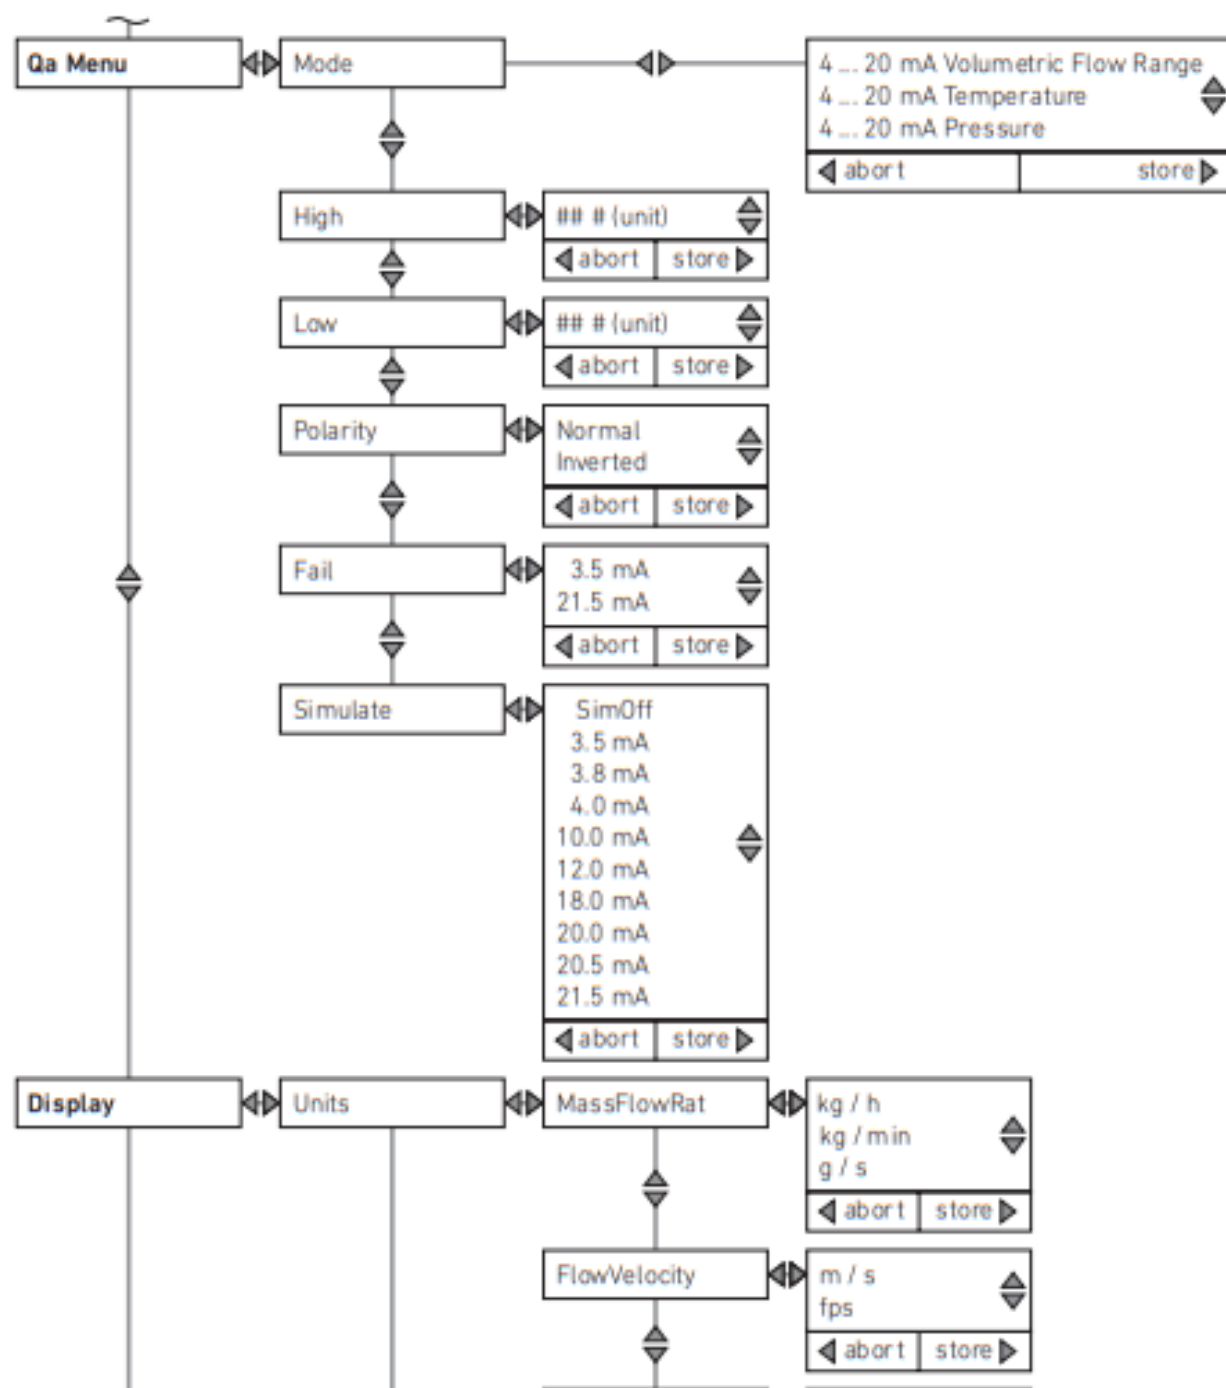 Qa Menu
Mode
4 ... 20 mA Volumetric Flow Range
4 ... 20 mA Temperature
4 ... 20 mA Pressure
abort store
High
## # (unit)
abort store
Low
## # (unit)
abort store
Polarity
Normal
Inverted
abort store
Fail
3.5 mA
21.5 mA
abort store
Simulate
SimOff
3.5 mA
3.8 mA
4.0 mA
10.0 mA
12.0 mA
18.0 mA
20.0 mA
20.5 mA
21.5 mA
abort store
Display
Units
MassFlowRat
kg / h
kg / min
g / s
abort store
FlowVelocity
m / s
fps
abort store